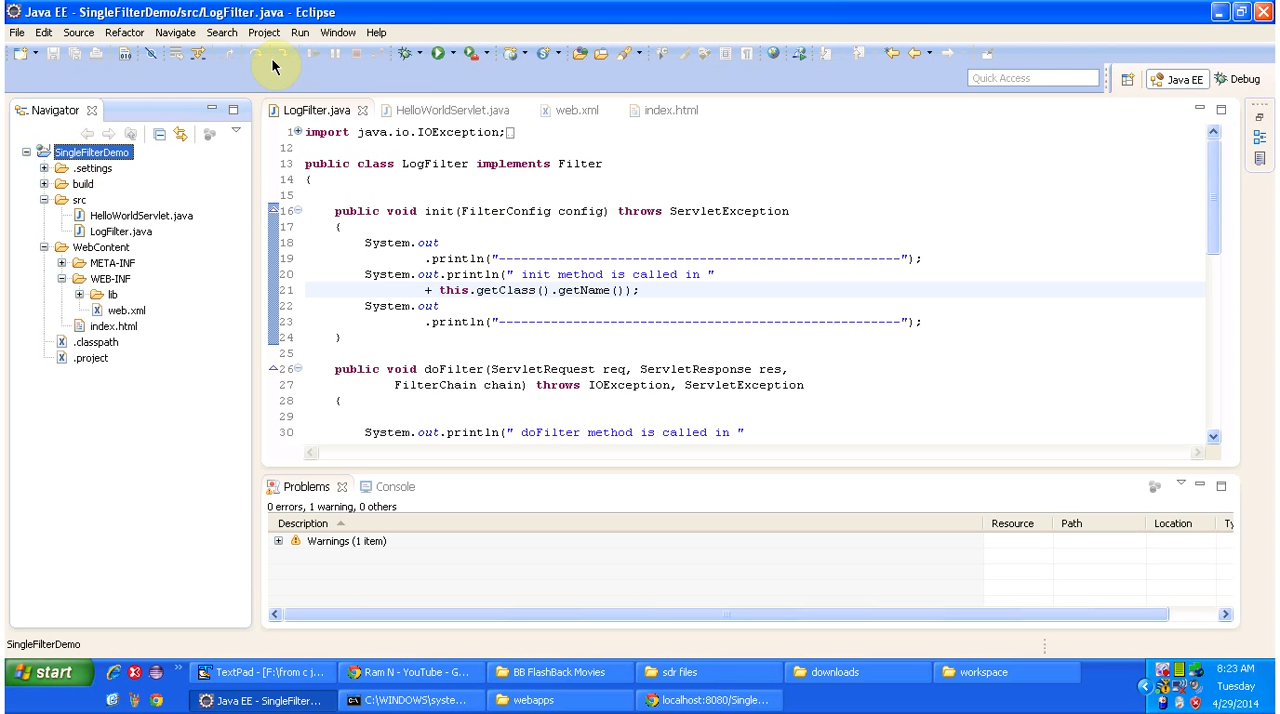 Java EE - SingleFilterDemo/src/LogFilter.java - Eclipse
File Edit Source Refactor Navigate Search Project Run Window Help
Quick Access
Java EE
Debug
Navigator
SingleFilterDemo
.settings
build
src
HelloWorldServlet.java
LogFilter.java
WebContent
META-INF
WEB-INF
lib
web.xml
index.html
.classpath
.project
LogFilter.java HelloWorldServlet.java web.xml index.html
1 import java.io.IOException;
12
13 public class LogFilter implements Filter
14 {
15
16 public void init(FilterConfig config) throws ServletException
17 {
18 System.out
19 .println("------------------------------------------------------");
20 System.out.println(" init method is called in "
21 + this.getClass().getName());
22 System.out
23 .println("------------------------------------------------------");
24 }
25
26 public void doFilter(ServletRequest req, ServletResponse res,
27 FilterChain chain) throws IOException, ServletException
28 {
29
30 System.out.println(" doFilter method is called in "
Problems Console
0 errors, 1 warning, 0 others
Description Resource Path Location Ty
Warnings (1 item)
SingleFilterDemo
start
TextPad - [F:\from c j... Ram N - YouTube - G... BB FlashBack Movies sdr files downloads workspace
Java EE - SingleFilter... C:\WINDOWS\syste... webapps localhost:8080/Single...
8:23 AM
Tuesday
4/29/2014